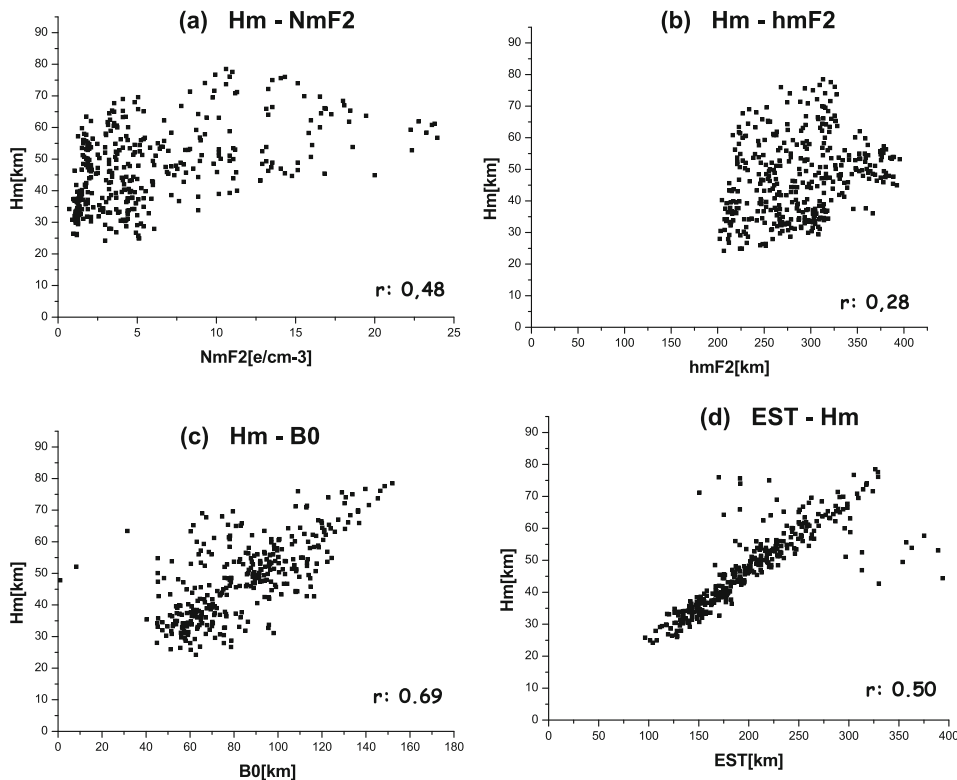 (a) Hm - NmF2
Hm[km]
90
80
70
60
50
40
30
20
10
0
0 5 10 15 20 25
NmF2[e/cm-3]
r: 0,48
(b) Hm - hmF2
Hm[km]
90
80
70
60
50
40
30
20
10
0
0 50 100 150 200 250 300 350 400
hmF2[km]
r: 0,28
(c) Hm - B0
Hm[km]
90
80
70
60
50
40
30
20
10
0
0 20 40 60 80 100 120 140 160 180
B0[km]
r: 0.69
(d) EST - Hm
Hm[km]
90
80
70
60
50
40
30
20
10
0
0 50 100 150 200 250 300 350 400
EST[km]
r: 0.50